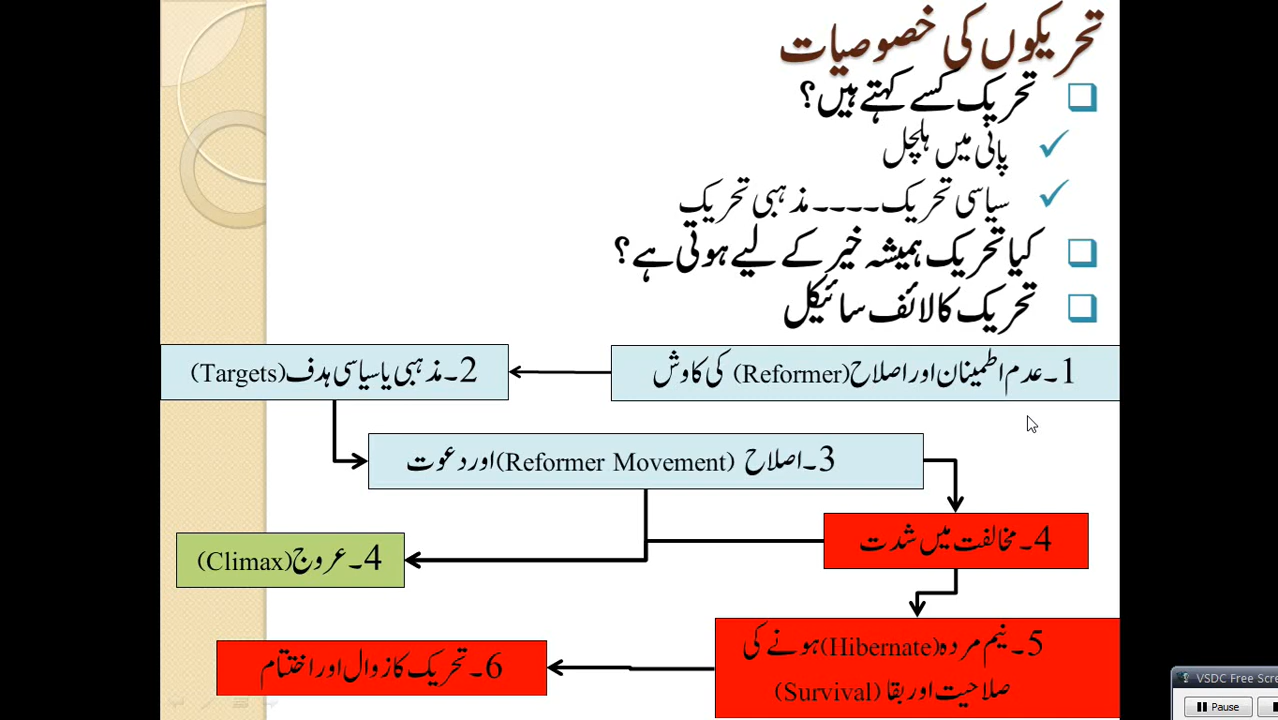 تحریکوں کی خصوصیات
تحریک کسے کہتے ہیں؟
پانی میں ہلچل
سیاسی تحریک۔۔۔۔مذہبی تحریک
کیا تحریک ہمیشہ خیر کے لیے ہوتی ہے؟
تحریک کا لائف سائیکل
1۔عدم اطمینان اور اصلاح(Reformer) کی کاوش
2۔مذہبی یا سیاسی ہدف(Targets)
3۔اصلاح (Reformer Movement)اور دعوت
4۔مخالفت میں شدت
4۔عروج(Climax)
5۔نیم مردہ(Hibernate)ہونے کی
صلاحیت اور بقا (Survival)
6۔تحریک کا زوال اور اختتام
VSDC Free Scre
Pause